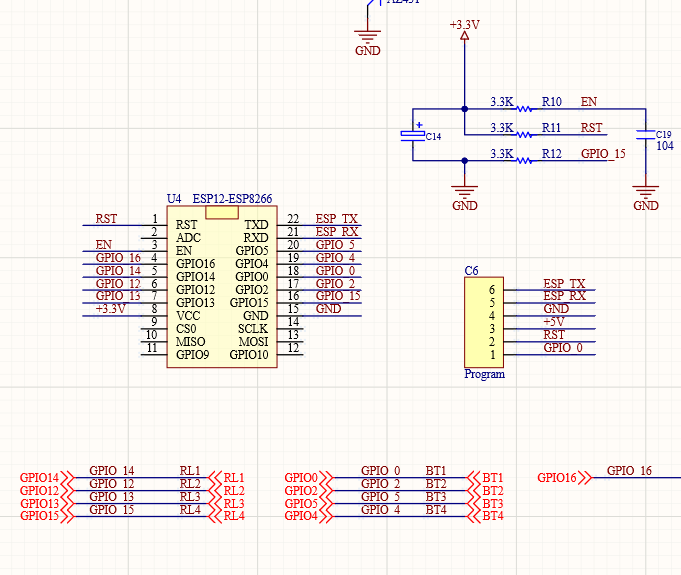 AZ431
GND
+3.3V
3.3K R10 EN
+ C14
3.3K R11 RST
C19
104
3.3K R12 GPIO_15
GND
GND
U4 ESP12-ESP8266
RST 1 RST TXD 22 ESP_TX
2 ADC RXD 21 ESP_RX
EN 3 EN GPIO5 20 GPIO_5
GPIO_16 4 GPIO16 GPIO4 19 GPIO_4
GPIO_14 5 GPIO14 GPIO0 18 GPIO_0
GPIO_12 6 GPIO12 GPIO2 17 GPIO_2
GPIO_13 7 GPIO13 GPIO15 16 GPIO_15
+3.3V 8 VCC GND 15 GND
9 CS0 SCLK 14
10 MISO MOSI 13
11 GPIO9 GPIO10 12
C6
6 ESP_TX
5 ESP_RX
4 GND
3 +5V
2 RST
1 GPIO_0
Program
GPIO14 GPIO_14 RL1 RL1
GPIO12 GPIO_12 RL2 RL2
GPIO13 GPIO_13 RL3 RL3
GPIO15 GPIO_15 RL4 RL4
GPIO0 GPIO_0 BT1 BT1
GPIO2 GPIO_2 BT2 BT2
GPIO5 GPIO_5 BT3 BT3
GPIO4 GPIO_4 BT4 BT4
GPIO16 GPIO_16